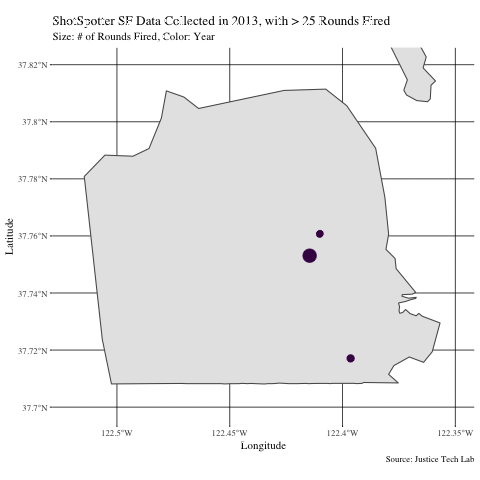 ShotSpotter SF Data Collected in 2013, with > 25 Rounds Fired
Size: # of Rounds Fired, Color: Year
37.82°N
37.8°N
37.78°N
37.76°N
37.74°N
37.72°N
37.7°N
Latitude
122.5°W 122.45°W 122.4°W 122.35°W
Longitude
Source: Justice Tech Lab